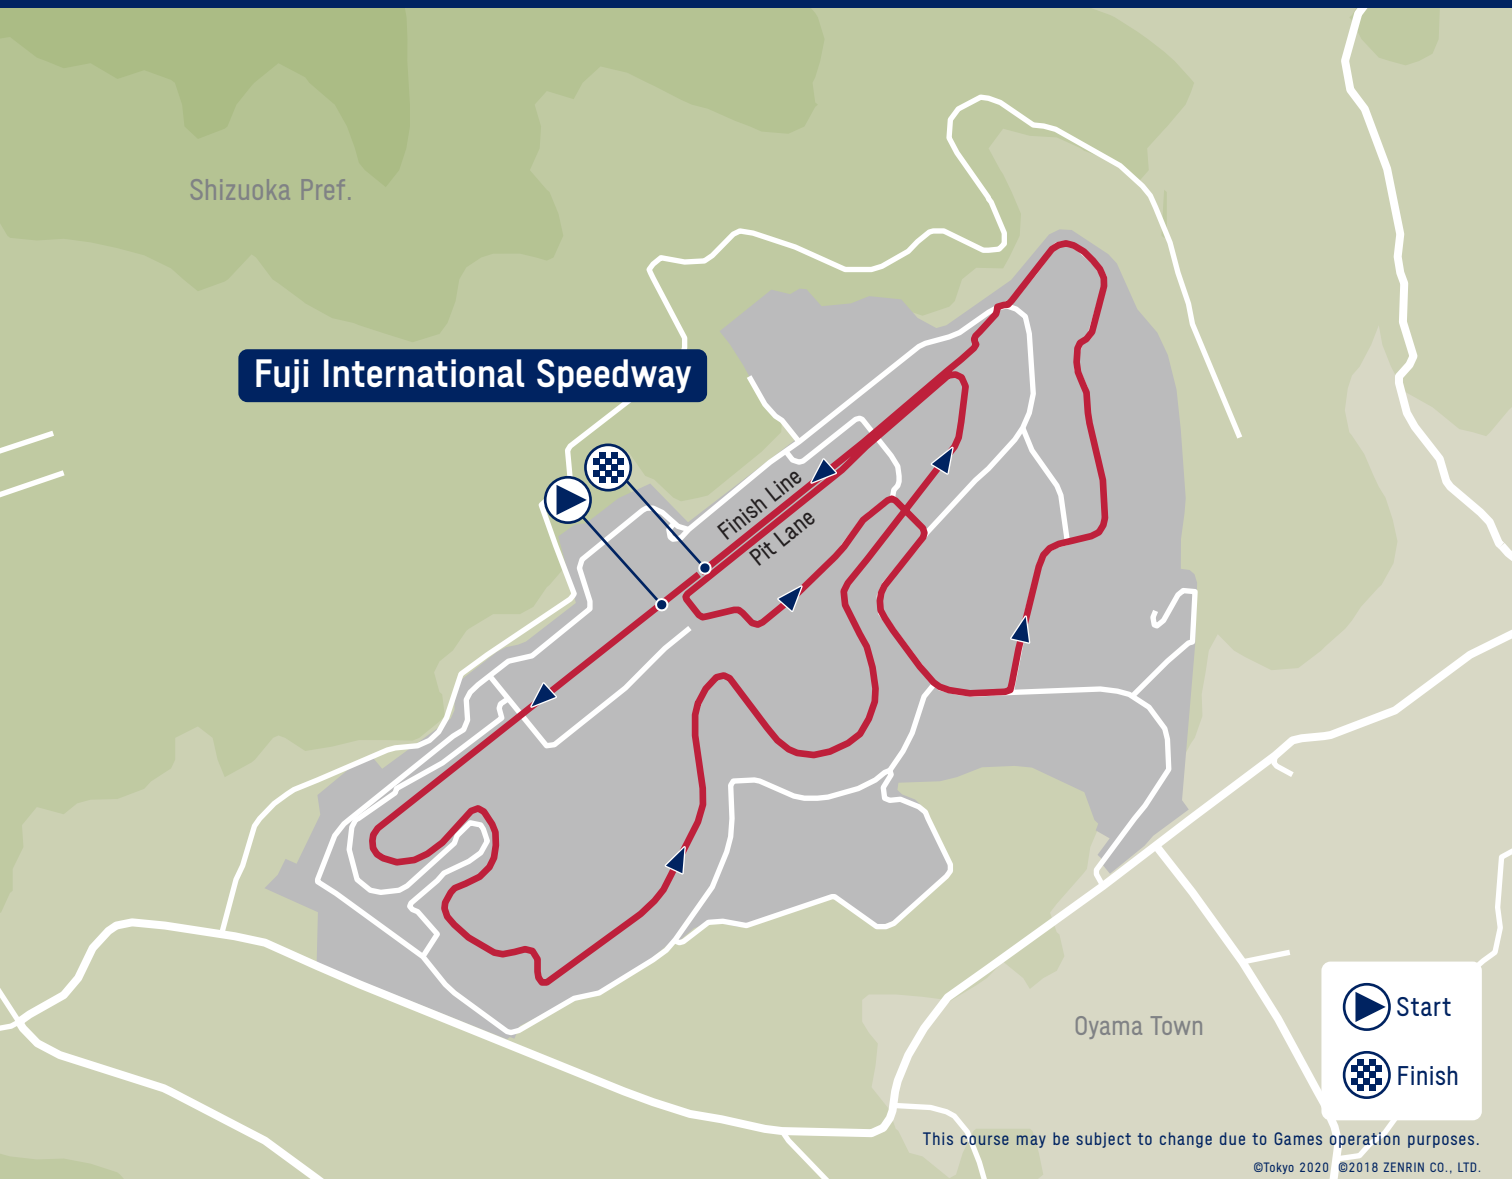 Shizuoka Pref.
Fuji International Speedway
Finish Line
Pit Lane
Start
Oyama Town
Finish
This course may be subject to change due to Games operation purposes.
©Tokyo 2020 ©2018 ZENRIN CO., LTD.